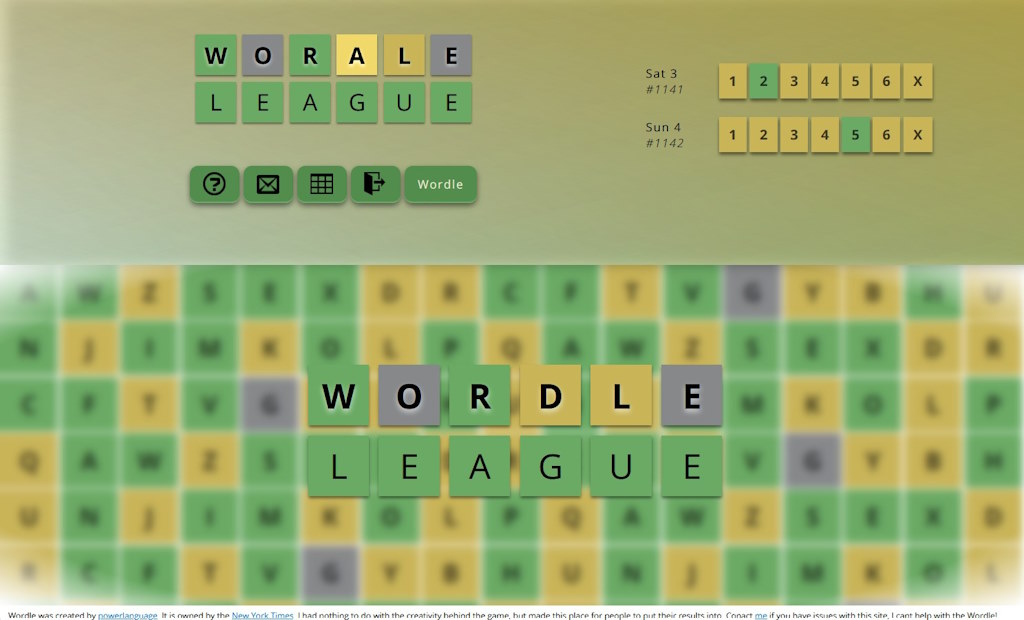 WORALE
LEAGUE
Sat 3
#1141
1 2 3 4 5 6 X
Sun 4
#1142
1 2 3 4 5 6 X
Wordle
A W Z S E X D R C F T V G Y B H U
N J I M K O L P Q A W Z S E X D R
C F T V G M K O L P
WORDLE
Q A W Z S V G Y B H
LEAGUE
U N J I M K O L P Q A W Z S E X D
R C F T V G Y B H U N J I M K O L
Wordle was created by powerlanguage. It is owned by the New York Times. I had nothing to do with the creativity behind the game, but made this place for people to put their results into. Conact me if you have issues with this site, I cant help with the Wordle!